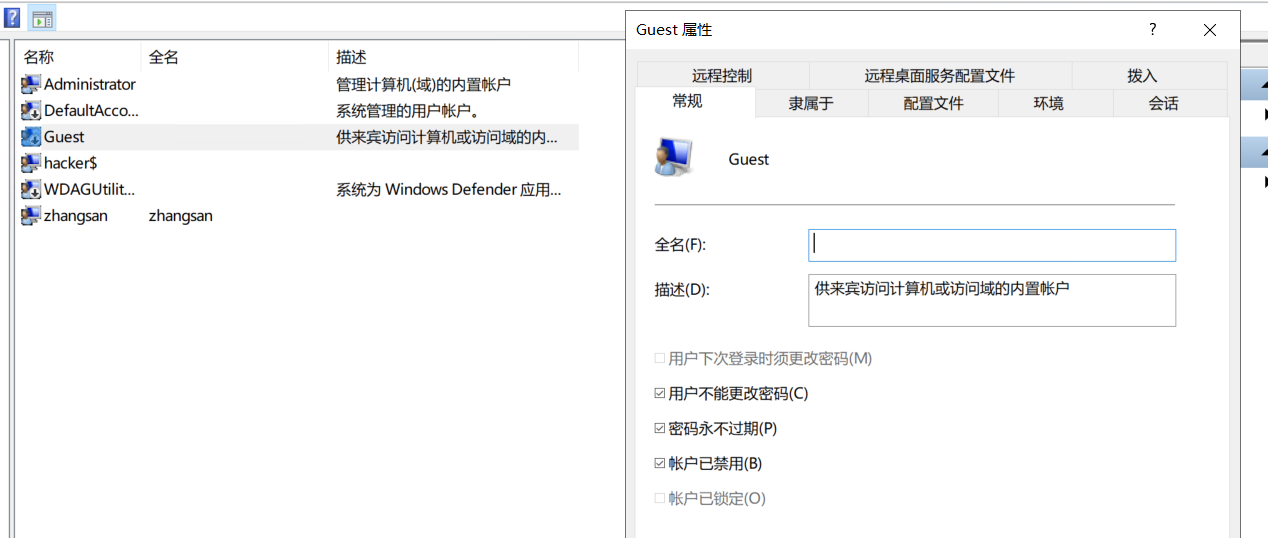 名称 全名 描述
Administrator 管理计算机(域)的内置帐户
DefaultAcco... 系统管理的用户帐户。
Guest 供来宾访问计算机或访问域的内...
hacker$
WDAGUtilit... 系统为 Windows Defender 应用...
zhangsan zhangsan
Guest 属性
远程控制 远程桌面服务配置文件 拨入
常规 隶属于 配置文件 环境 会话
Guest
全名(F):
描述(D): 供来宾访问计算机或访问域的内置帐户
用户下次登录时须更改密码(M)
用户不能更改密码(C)
密码永不过期(P)
帐户已禁用(B)
帐户已锁定(O)